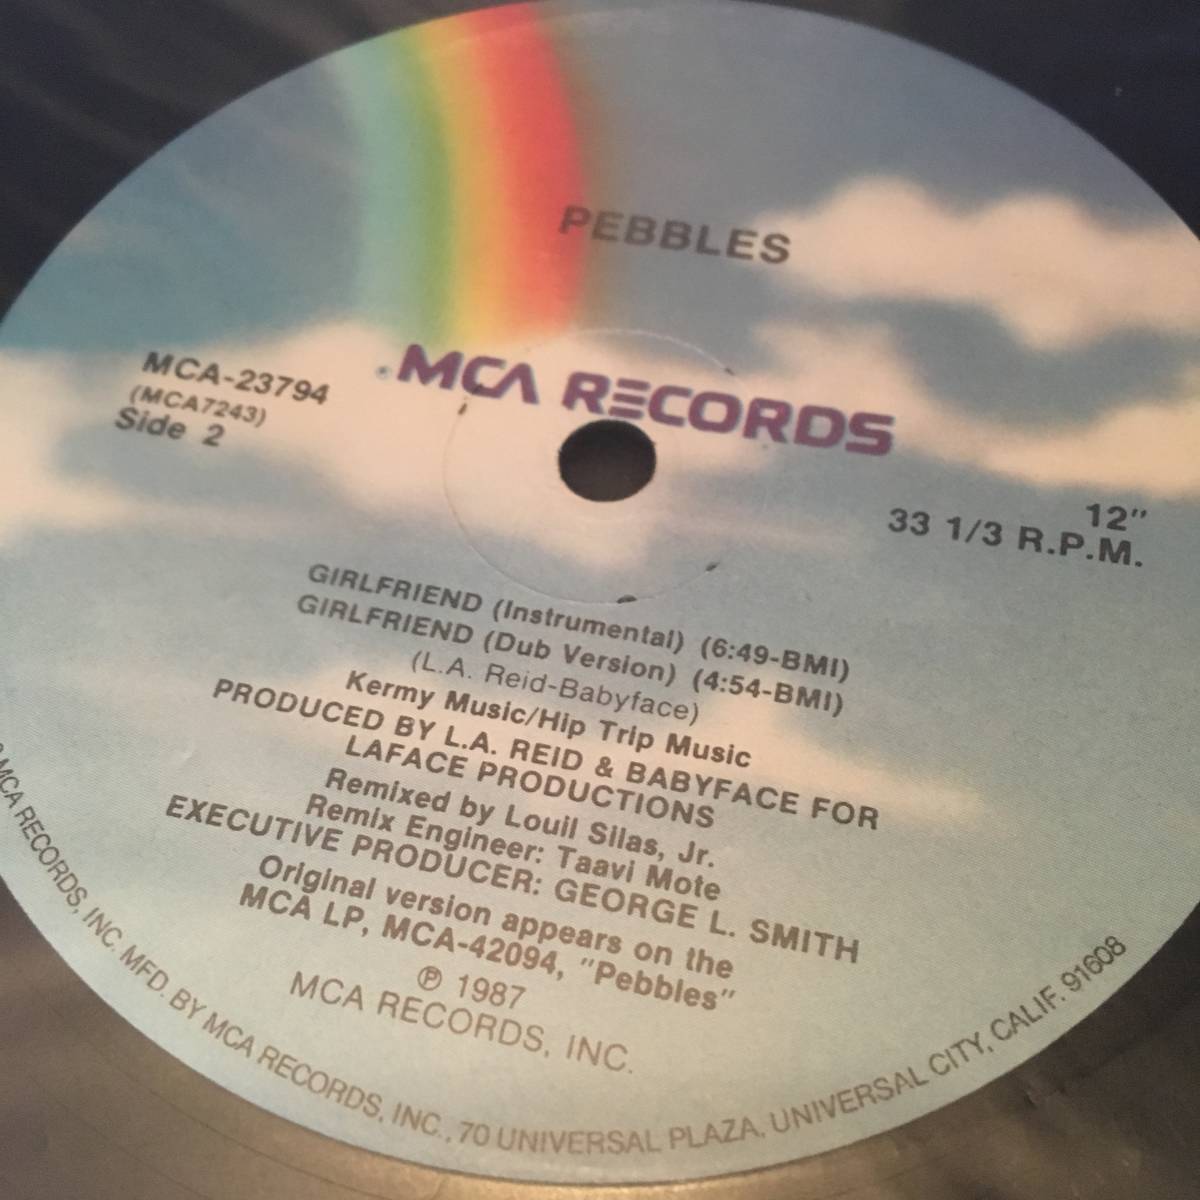 PEBBLES
MCA RECORDS
MCA-23794
(MCA7243)
Side 2
12"
33 1/3 R.P.M.
GIRLFRIEND (Instrumental) (6:49-BMI)
GIRLFRIEND (Dub Version) (4:54-BMI)
(L.A. Reid-Babyface)
Kermy Music/Hip Trip Music
PRODUCED BY L.A. REID & BABYFACE FOR
LAFACE PRODUCTIONS
Remixed by Louil Silas, Jr.
Remix Engineer: Taavi Mote
EXECUTIVE PRODUCER: GEORGE L. SMITH
Original version appears on the
MCA LP, MCA-42094, "Pebbles"
℗ 1987
MCA RECORDS, INC.
MCA RECORDS, INC. MFD. BY MCA RECORDS, INC., 70 UNIVERSAL PLAZA, UNIVERSAL CITY, CALIF. 91608